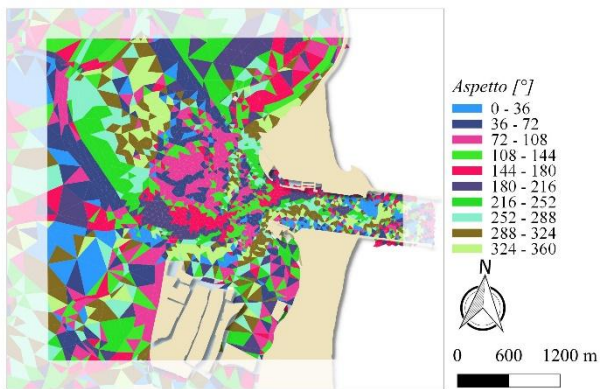 Aspetto [°]
0 - 36
36 - 72
72 - 108
108 - 144
144 - 180
180 - 216
216 - 252
252 - 288
288 - 324
324 - 360
N
0 600 1200 m